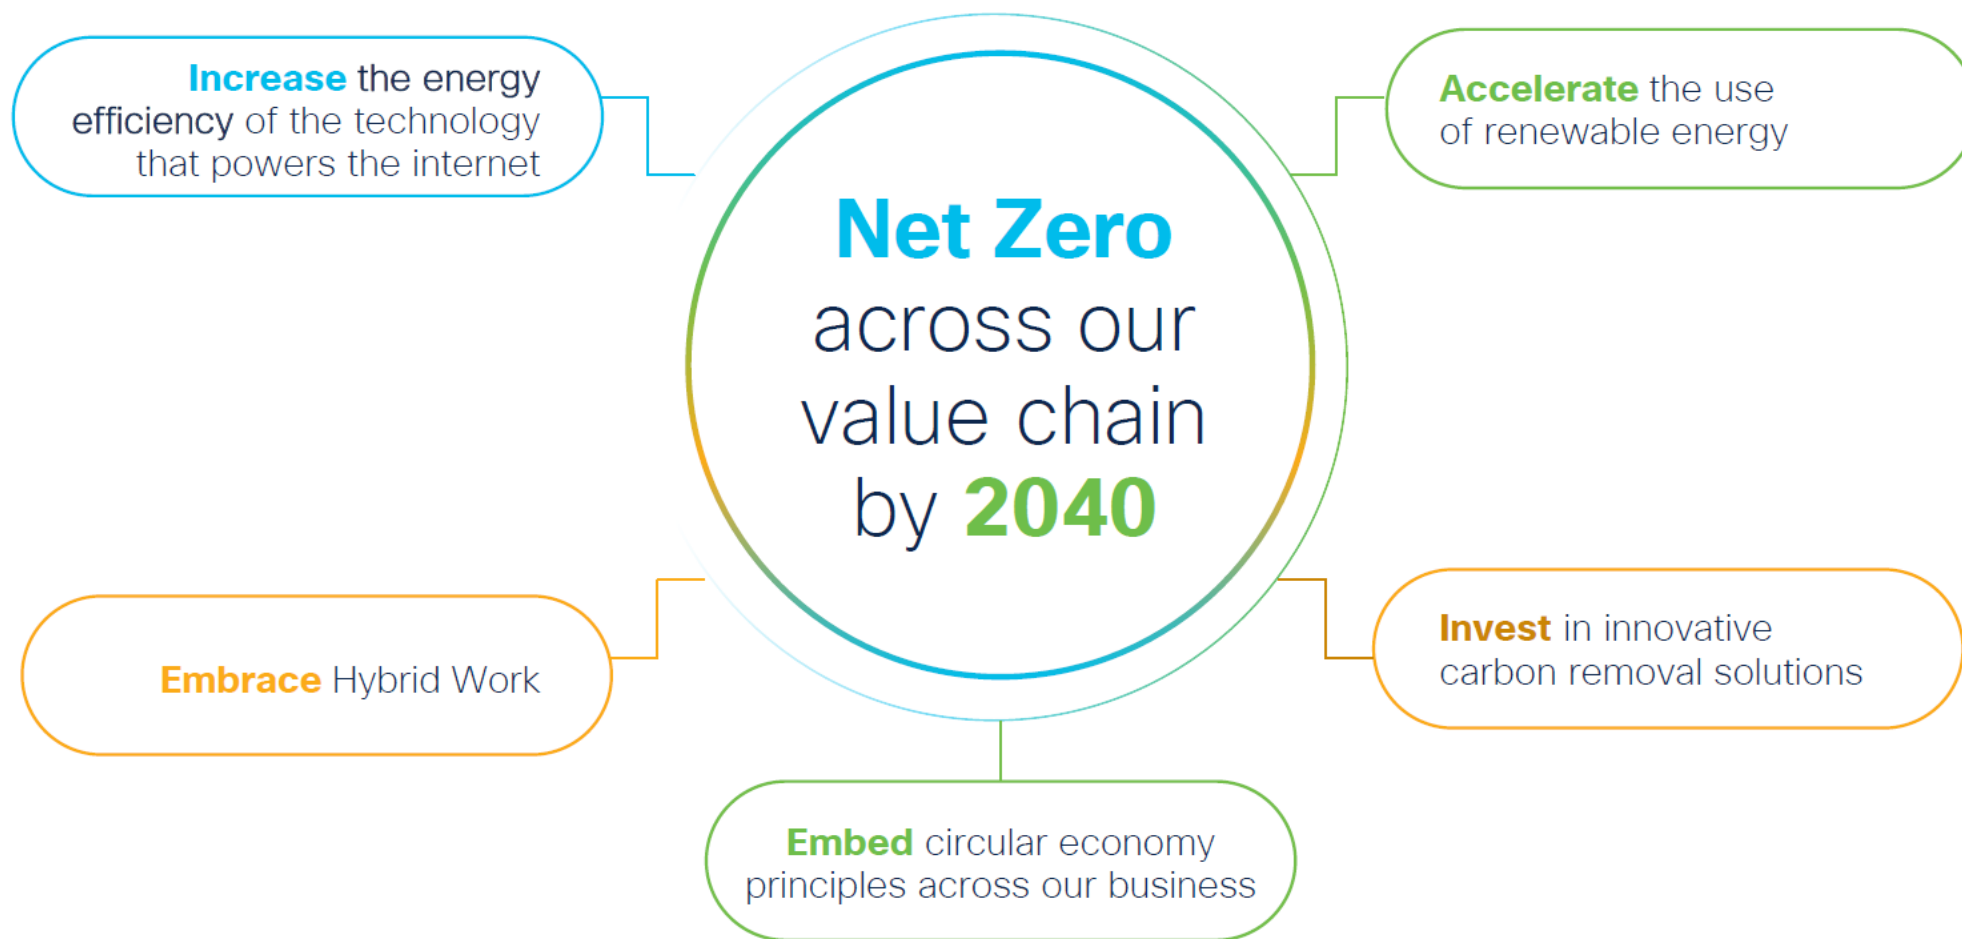 Increase the energy
efficiency of the technology
that powers the internet
Accelerate the use
of renewable energy
Net Zero
across our
value chain
by 2040
Embrace Hybrid Work
Invest in innovative
carbon removal solutions
Embed circular economy
principles across our business